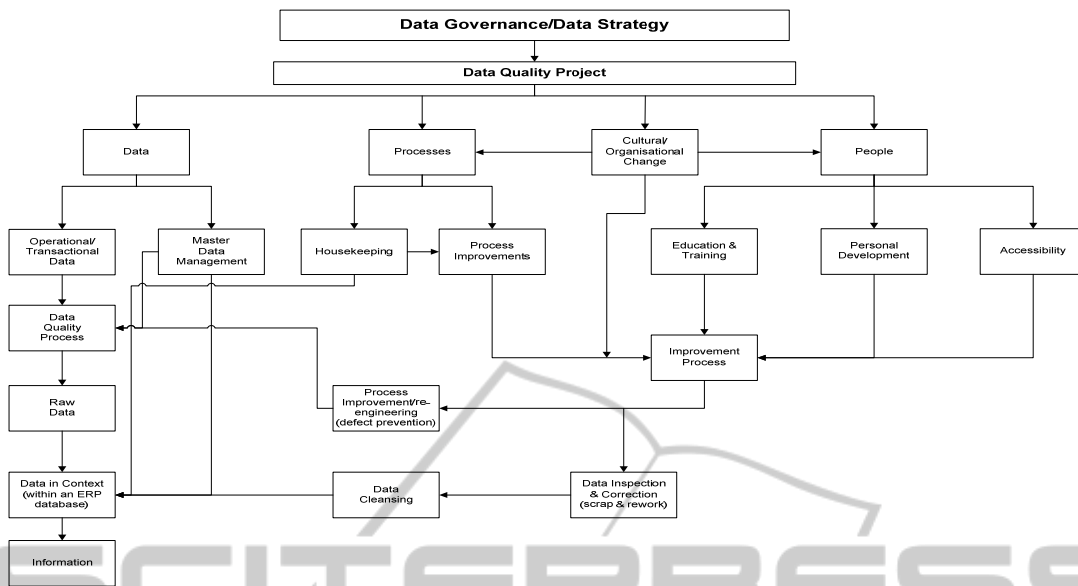 Data Governance/Data Strategy
Data Quality Project
Data
Processes
Cultural/
Organisational
Change
People
Operational/
Transactional
Data
Master
Data
Management
Housekeeping
Process
Improvements
Education &
Training
Personal
Development
Accessibility
Data
Quality
Process
Improvement
Process
Raw
Data
Process
Improvement/re-
engineering
(defect prevention)
Data in Context
(within an ERP
database)
Data
Cleansing
Data Inspection
& Correction
(scrap & rework)
Information
SCITEPRESS